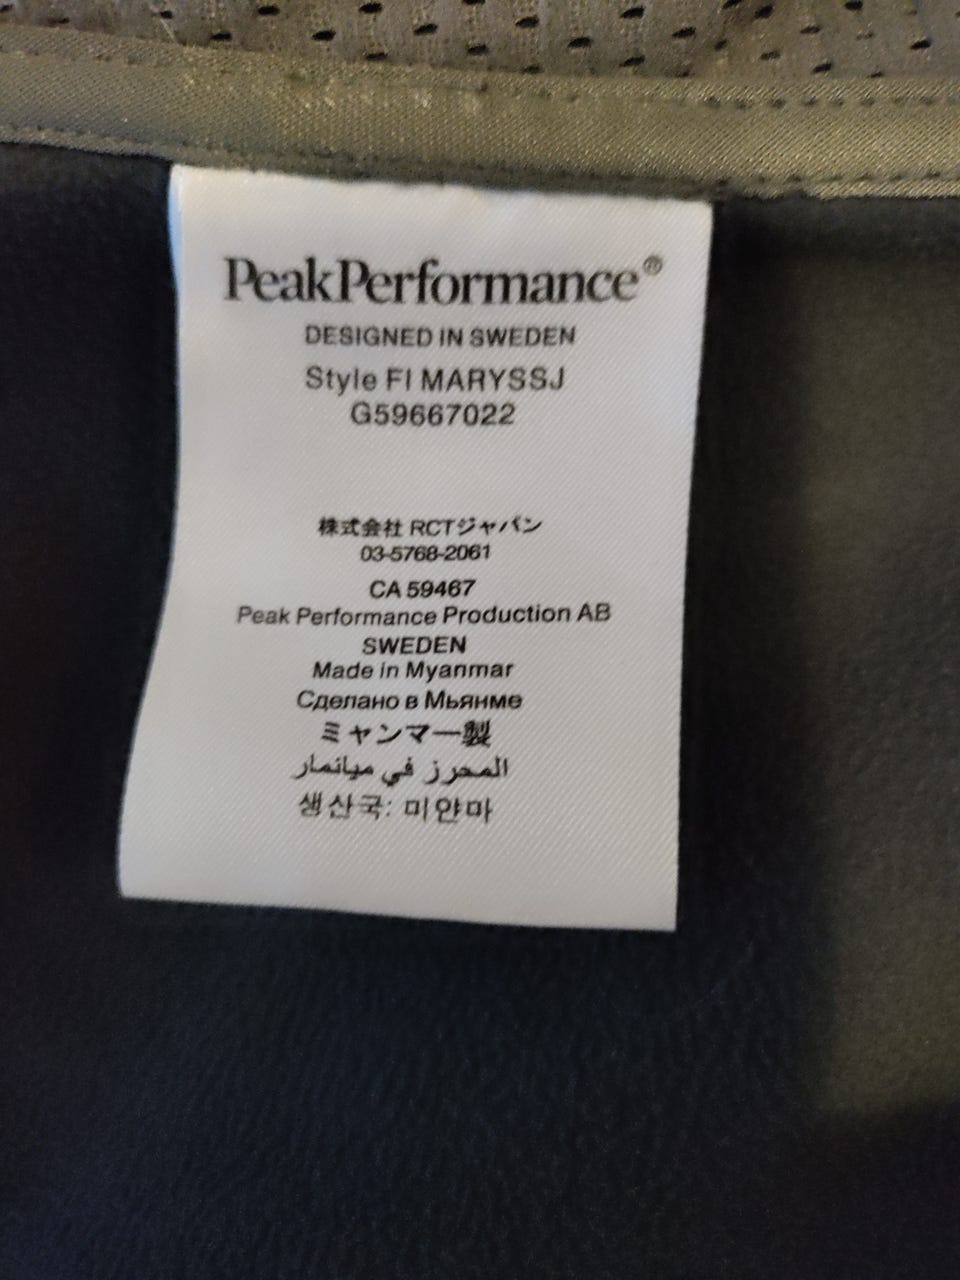 PeakPerformance®
DESIGNED IN SWEDEN
Style FI MARYSSJ
G59667022
株式会社 RCTジャパン
03-5768-2061
CA 59467
Peak Performance Production AB
SWEDEN
Made in Myanmar
Сделано в Мьянме
ミャンマー製
المحرز في ميانمار
생산국: 미얀마